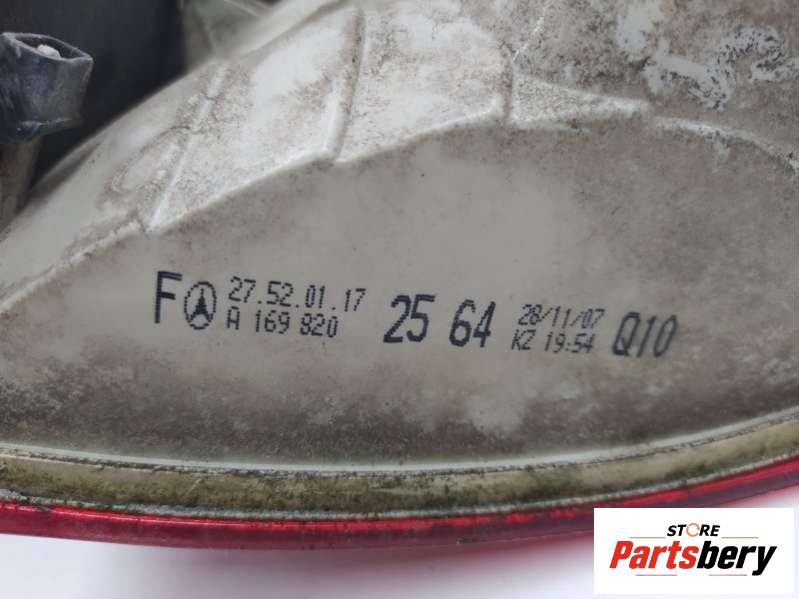 F 27.52.01.17
A 169 820 25 64 28/11/07
KZ 19:54 Q10
STORE
Partsbery